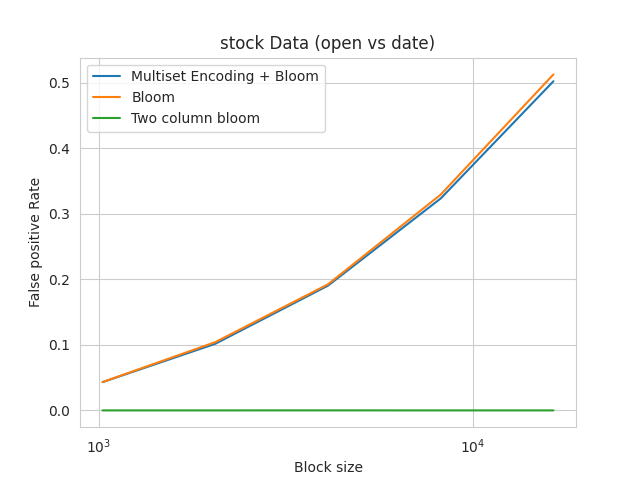 stock Data (open vs date)
Multiset Encoding + Bloom
Bloom
Two column bloom
False positive Rate
0.5
0.4
0.3
0.2
0.1
0.0
10³
10⁴
Block size